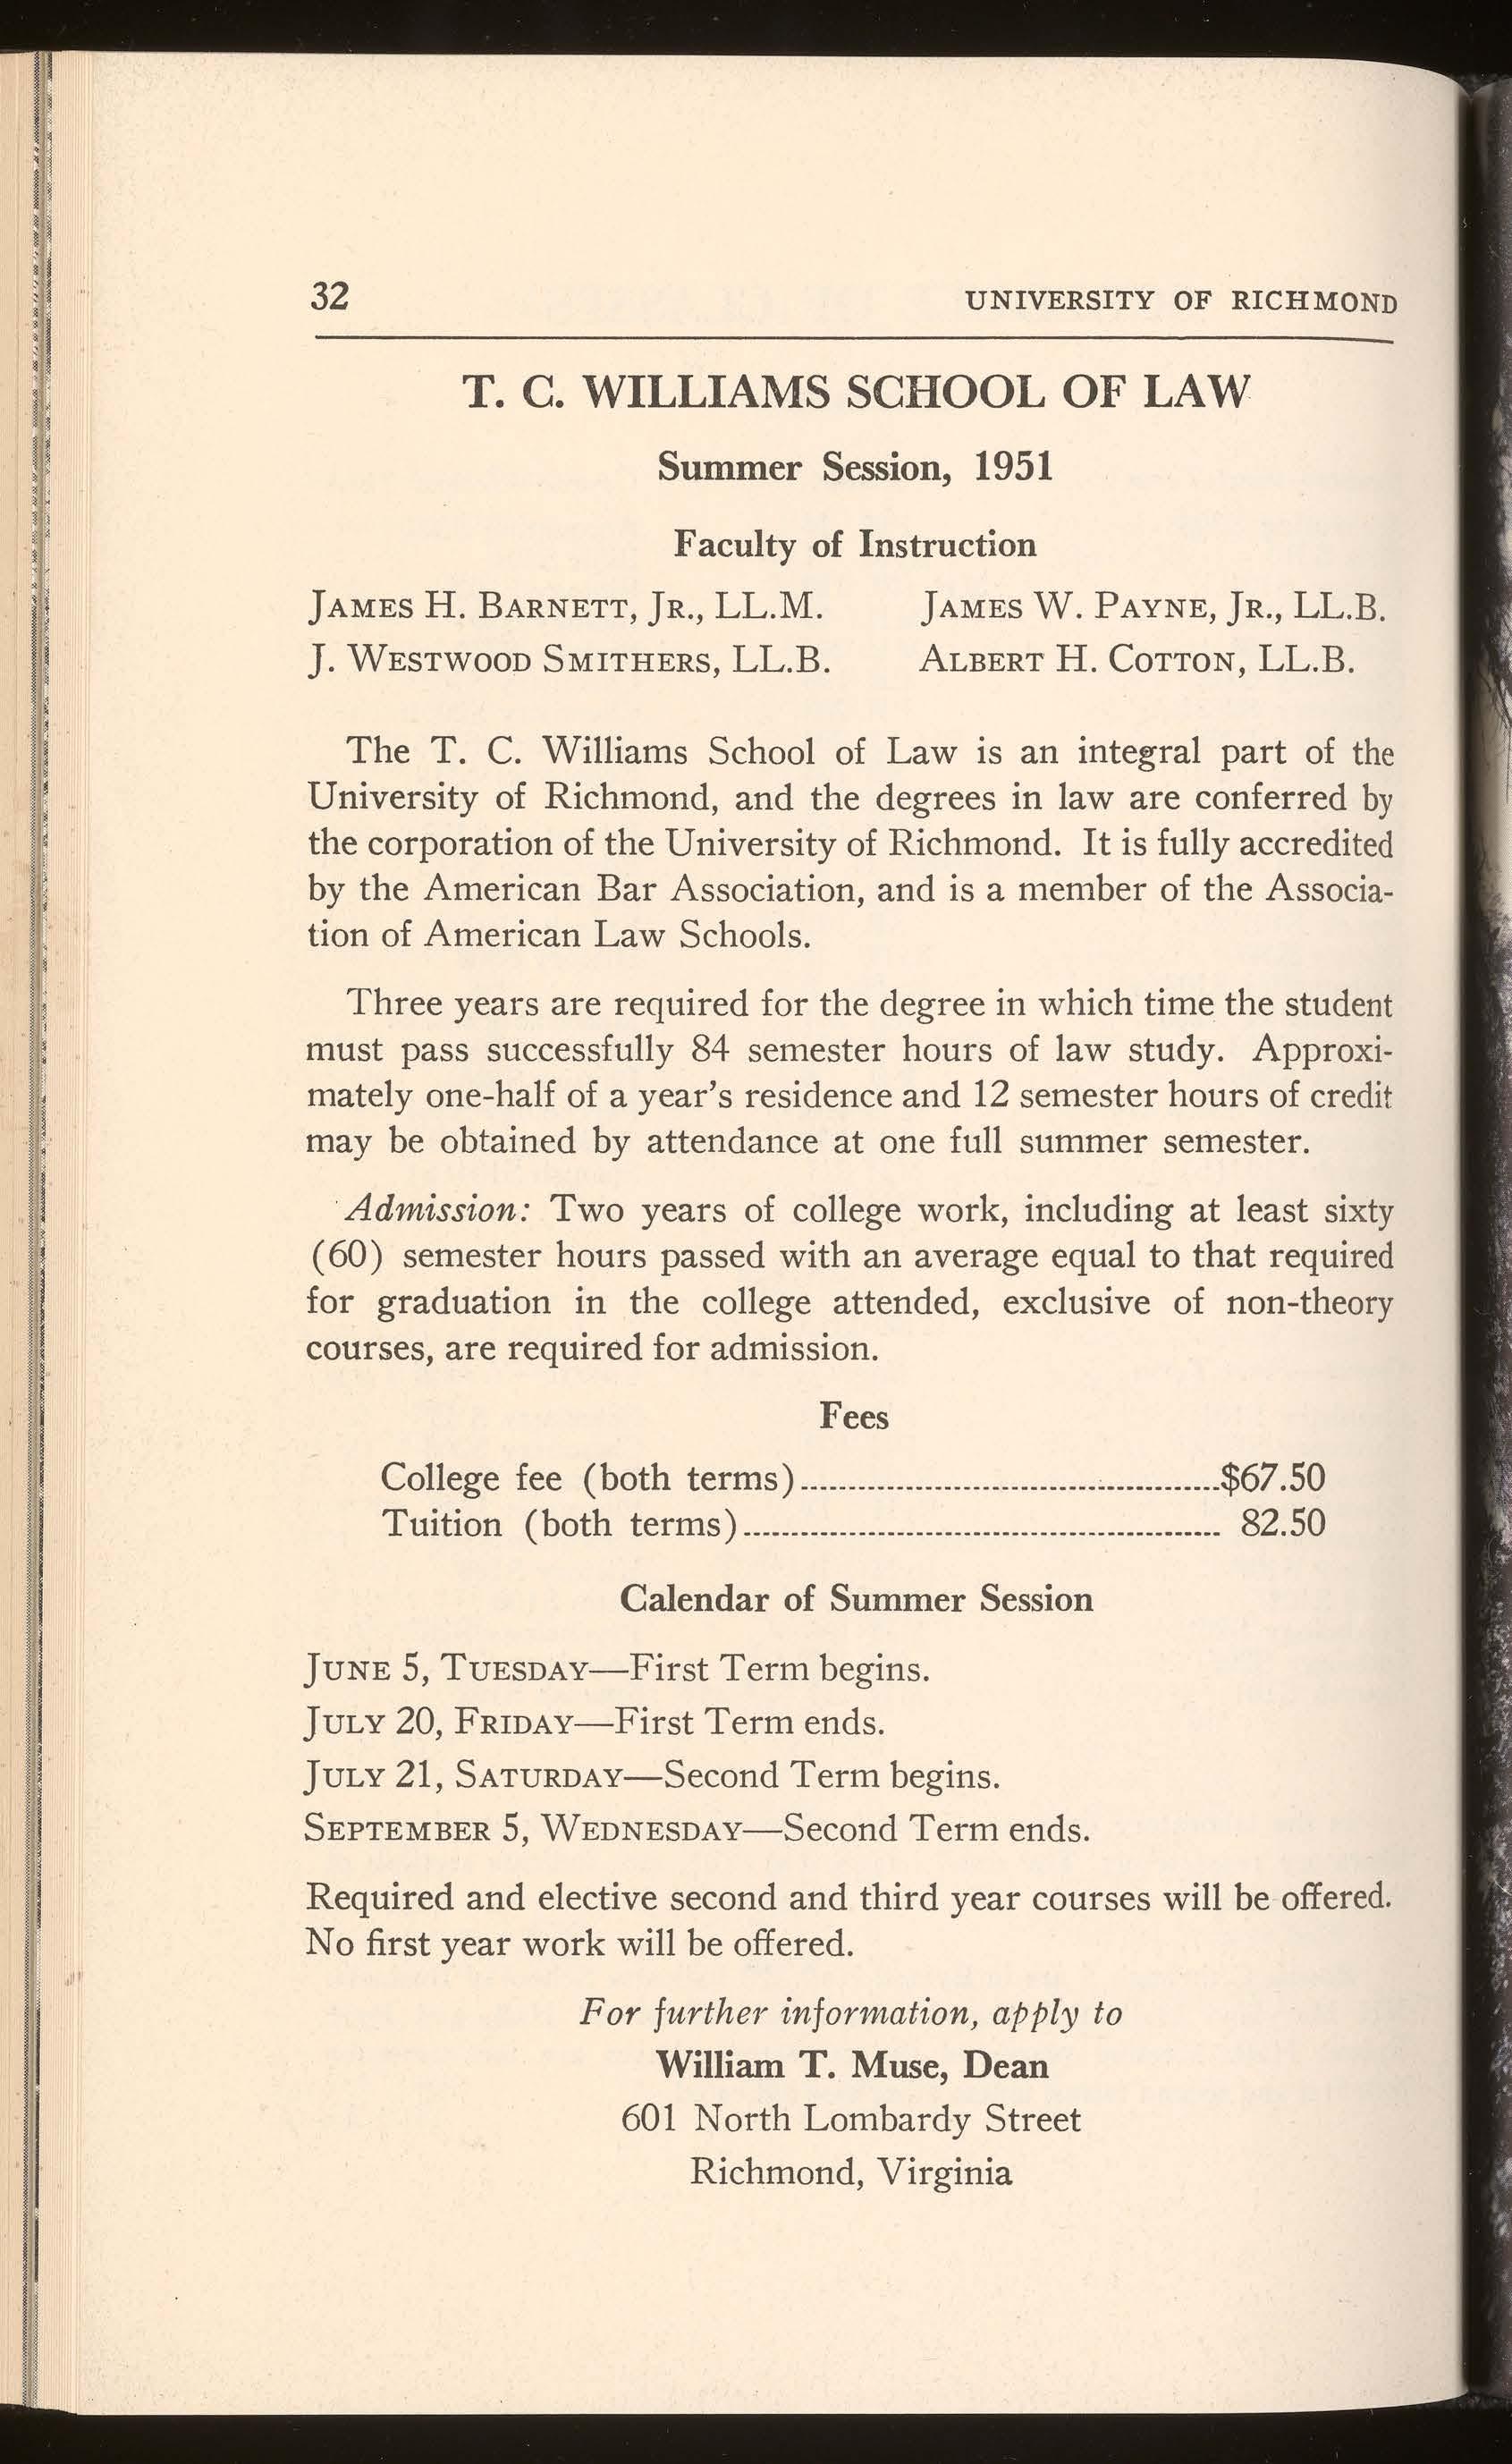 32 UNIVERSITY OF RICHMOND
T. C. WILLIAMS SCHOOL OF LAW
Summer Session, 1951
Faculty of Instruction
JAMES H. BARNETT, JR., LL.M. JAMES W. PAYNE, JR., LL.B.
J. WESTWOOD SMITHERS, LL.B. ALBERT H. COTTON, LL.B.
The T. C. Williams School of Law is an integral part of the
University of Richmond, and the degrees in law are conferred by
the corporation of the University of Richmond. It is fully accredited
by the American Bar Association, and is a member of the Associa-
tion of American Law Schools.
Three years are required for the degree in which time the student
must pass successfully 84 semester hours of law study. Approxi-
mately one-half of a year's residence and 12 semester hours of credit
may be obtained by attendance at one full summer semester.
Admission: Two years of college work, including at least sixty
(60) semester hours passed with an average equal to that required
for graduation in the college attended, exclusive of non-theory
courses, are required for admission.
Fees
College fee (both terms)............................................$67.50
Tuition (both terms).................................................. 82.50
Calendar of Summer Session
JUNE 5, TUESDAY—First Term begins.
JULY 20, FRIDAY—First Term ends.
JULY 21, SATURDAY—Second Term begins.
SEPTEMBER 5, WEDNESDAY—Second Term ends.
Required and elective second and third year courses will be offered.
No first year work will be offered.
For further information, apply to
William T. Muse, Dean
601 North Lombardy Street
Richmond, Virginia